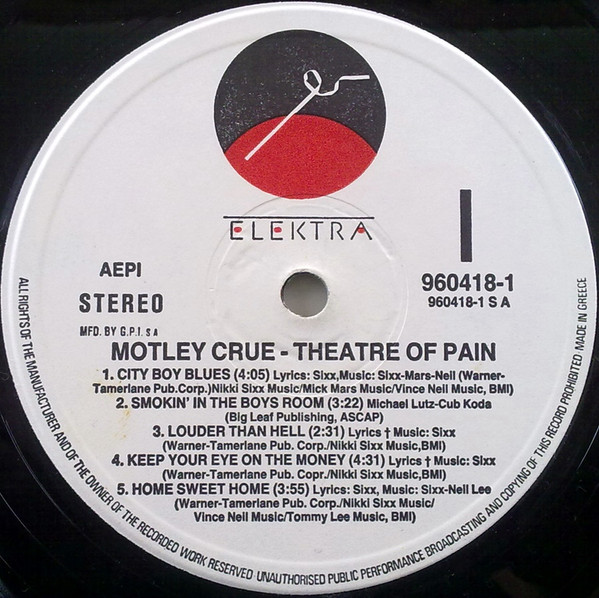 ELEKTRA
AEPI
STEREO
MFD. BY G.P.I. S A
I
960418-1
960418-1 S A
MOTLEY CRUE - THEATRE OF PAIN
1. CITY BOY BLUES (4:05) Lyrics: Sixx,Music: Sixx-Mars-Neil (Warner-
Tamerlane Pub.Corp.)Nikki Sixx Music/Mick Mars Music/Vince Neil Music, BMI)
2. SMOKIN' IN THE BOYS ROOM (3:22) Michael Lutz-Cub Koda
(Big Leaf Publishing, ASCAP)
3. LOUDER THAN HELL (2:31) Lyrics † Music: Sixx
(Warner-Tamerlane Pub. Corp./Nikki Sixx Music,BMI)
4. KEEP YOUR EYE ON THE MONEY (4:31) Lyrics † Music: Sixx
(Warner-Tamerlane Pub. Copr./Nikki Sixx Music,BMI)
5. HOME SWEET HOME (3:55) Lyrics: Sixx, Music: Sixx-Neil Lee
(Warner-Tamerlane Pub. Copr./Nikki Sixx Music/
Vince Neil Music/Tommy Lee Music, BMI)
ALL RIGHTS OF THE MANUFACTURER AND OF THE OWNER OF THE RECORDED WORK RESERVED · UNAUTHORISED PUBLIC PERFORMANCE BROADCASTING AND COPYING OF THIS RECORD PROHIBITED MADE IN GREECE